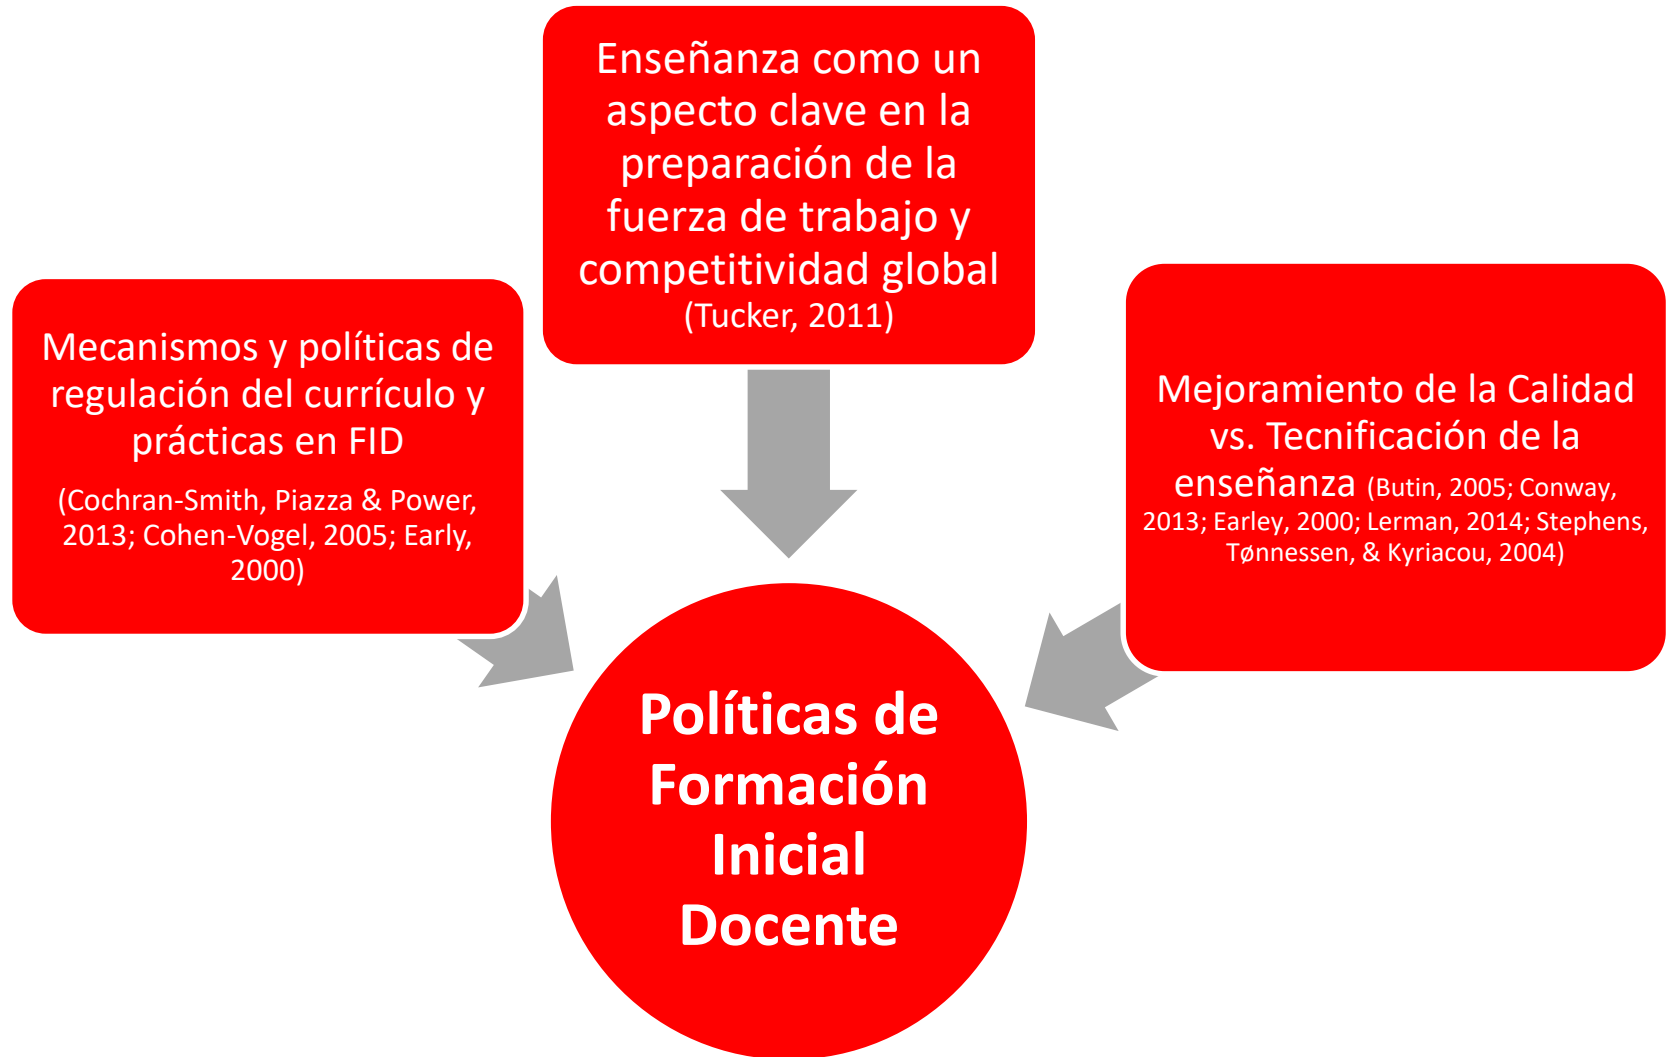 Enseñanza como un
aspecto clave en la
preparación de la
fuerza de trabajo y
competitividad global
(Tucker, 2011)
Mecanismos y políticas de
regulación del currículo y
prácticas en FID
(Cochran-Smith, Piazza & Power,
2013; Cohen-Vogel, 2005; Early,
2000)
Mejoramiento de la Calidad
vs. Tecnificación de la
enseñanza (Butin, 2005; Conway,
2013; Earley, 2000; Lerman, 2014; Stephens,
Tønnessen, & Kyriacou, 2004)
Políticas de
Formación
Inicial
Docente